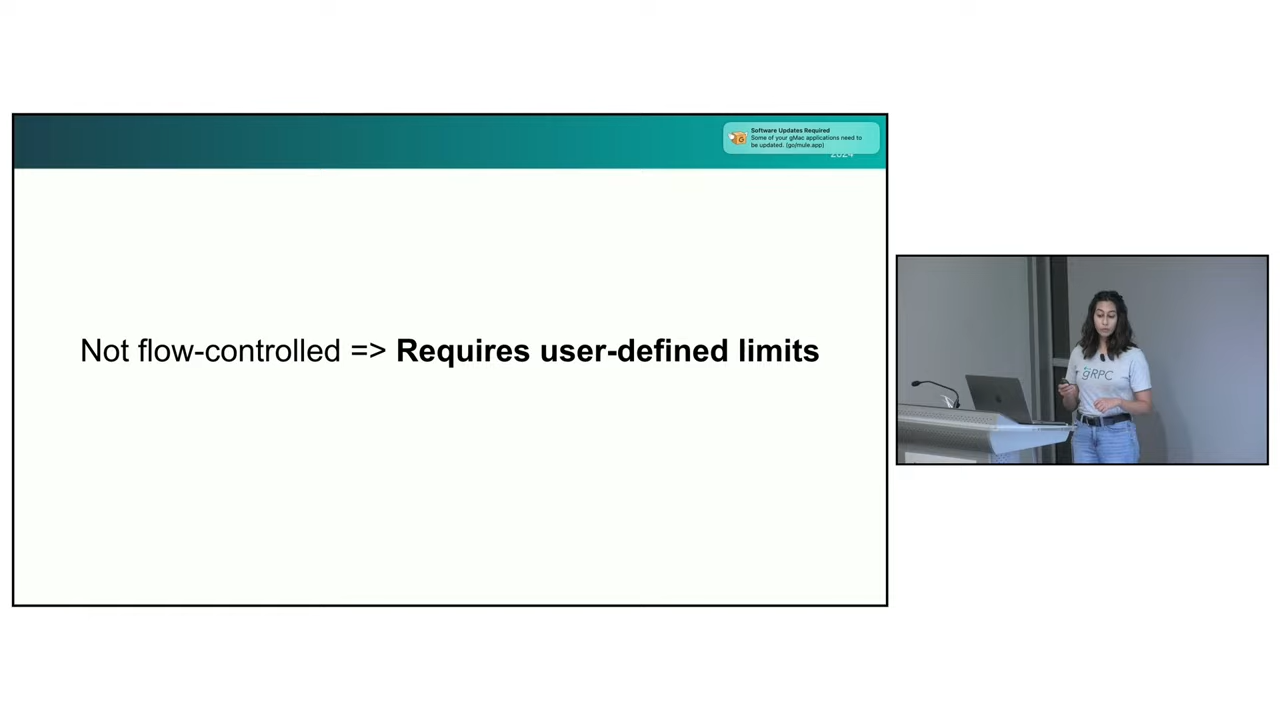 Software Updates Required
Some of your gMac applications need to
be updated. (go/mule.app)
2024
Not flow-controlled => Requires user-defined limits
gRPC